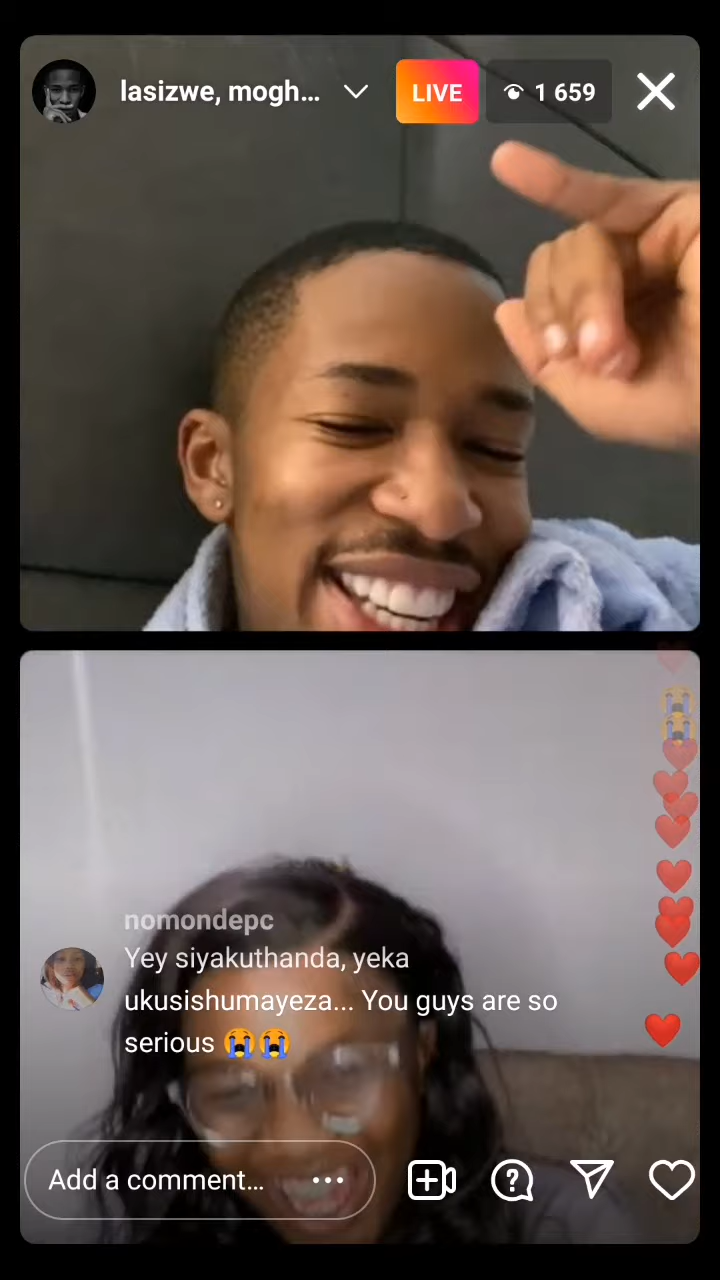 lasizwe, mogh...
LIVE
1 659
nomondepc
Yey siyakuthanda, yeka
ukusishumayeza... You guys are so
serious 😭😭
Add a comment...